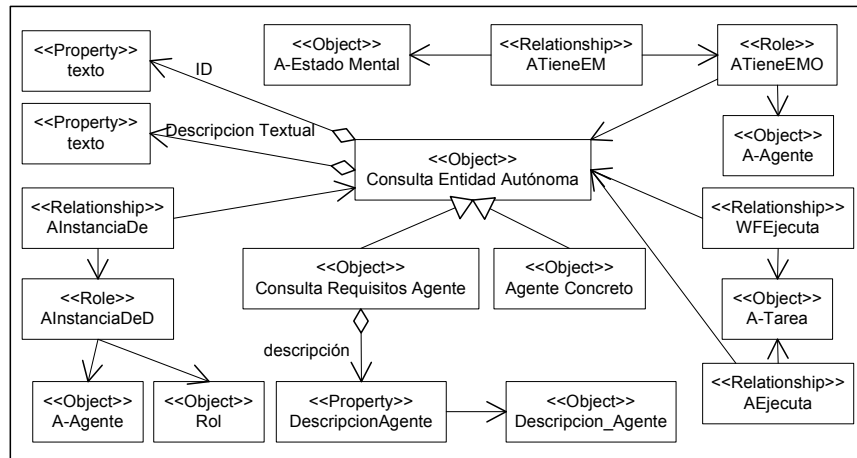 <<Property>>
texto
ID
<<Object>>
A-Estado Mental
<<Relationship>>
ATieneEM
<<Role>>
ATieneEMO
<<Property>>
texto
Descripcion Textual
<<Object>>
Consulta Entidad Autónoma
<<Object>>
A-Agente
<<Relationship>>
AInstanciaDe
<<Relationship>>
WFEjecuta
<<Role>>
AInstanciaDeD
<<Object>>
Consulta Requisitos Agente
<<Object>>
Agente Concreto
<<Object>>
A-Tarea
descripción
<<Object>>
A-Agente
<<Object>>
Rol
<<Property>>
DescripcionAgente
<<Object>>
Descripcion_Agente
<<Relationship>>
AEjecuta